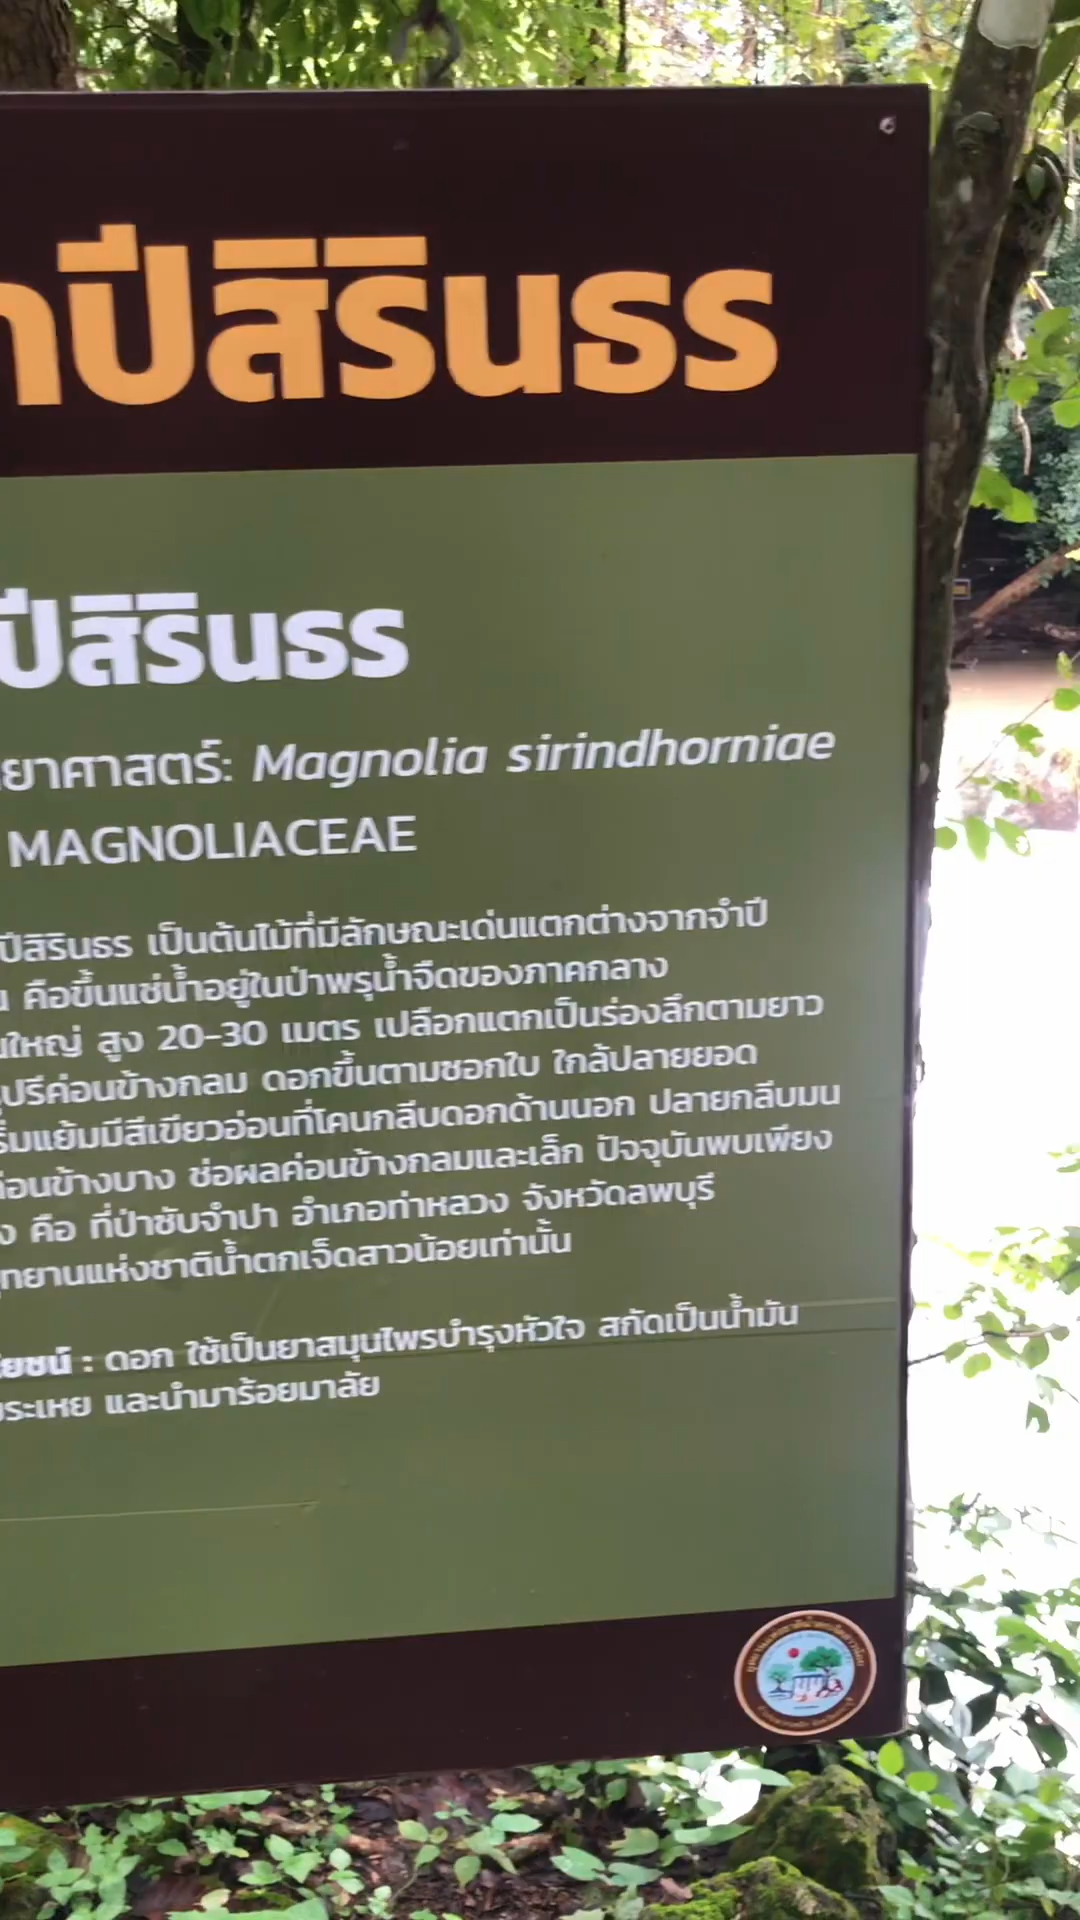 ปีสิรินธร
ปีสิรินธร
ยาศาสตร์: Magnolia sirindhorniae
MAGNOLIACEAE
ปีสิรินธร เป็นต้นไม้ที่มีลักษณะเด่นแตกต่างจากจำปี
คือขึ้นแช่น้ำอยู่ในป่าพรุน้ำจืดของภาคกลาง
ใหญ่ สูง 20-30 เมตร เปลือกแตกเป็นร่องลึกตามยาว
ปรีค่อนข้างกลม ดอกขึ้นตามซอกใบ ใกล้ปลายยอด
ริ่มแย้มมีสีเขียวอ่อนที่โคนกลีบดอกด้านนอก ปลายกลีบมน
ค่อนข้างบาง ช่อผลค่อนข้างกลมและเล็ก ปัจจุบันพบเพียง
ง คือ ที่ป่าซับจำปา อำเภอท่าหลวง จังหวัดลพบุรี
ุทยานแห่งชาติน้ำตกเจ็ดสาวน้อยเท่านั้น
ยชน์ : ดอก ใช้เป็นยาสมุนไพรบำรุงหัวใจ สกัดเป็นน้ำมัน
ระเหย และนำมาร้อยมาลัย